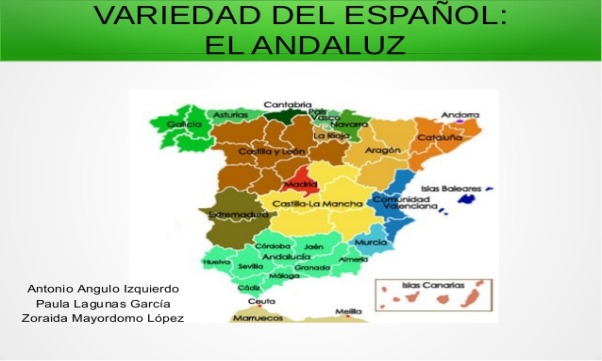 VARIEDAD DEL ESPAÑOL:
EL ANDALUZ
Cantabria
Asturias
País
Vasco
Galicia
Navarra
Andorra
La Rioja
Cataluña
Castilla y León
Aragón
Madrid
Islas Baleares
Castilla-La Mancha
Comunidad
Valenciana
Extremadura
Murcia
Córdoba
Jaén
Andalucía
Huelva
Sevilla
Granada
Almería
Málaga
Cádiz
Islas Canarias
Ceuta
Melilla
Marruecos
Antonio Angulo Izquierdo
Paula Lagunas García
Zoraida Mayordomo López